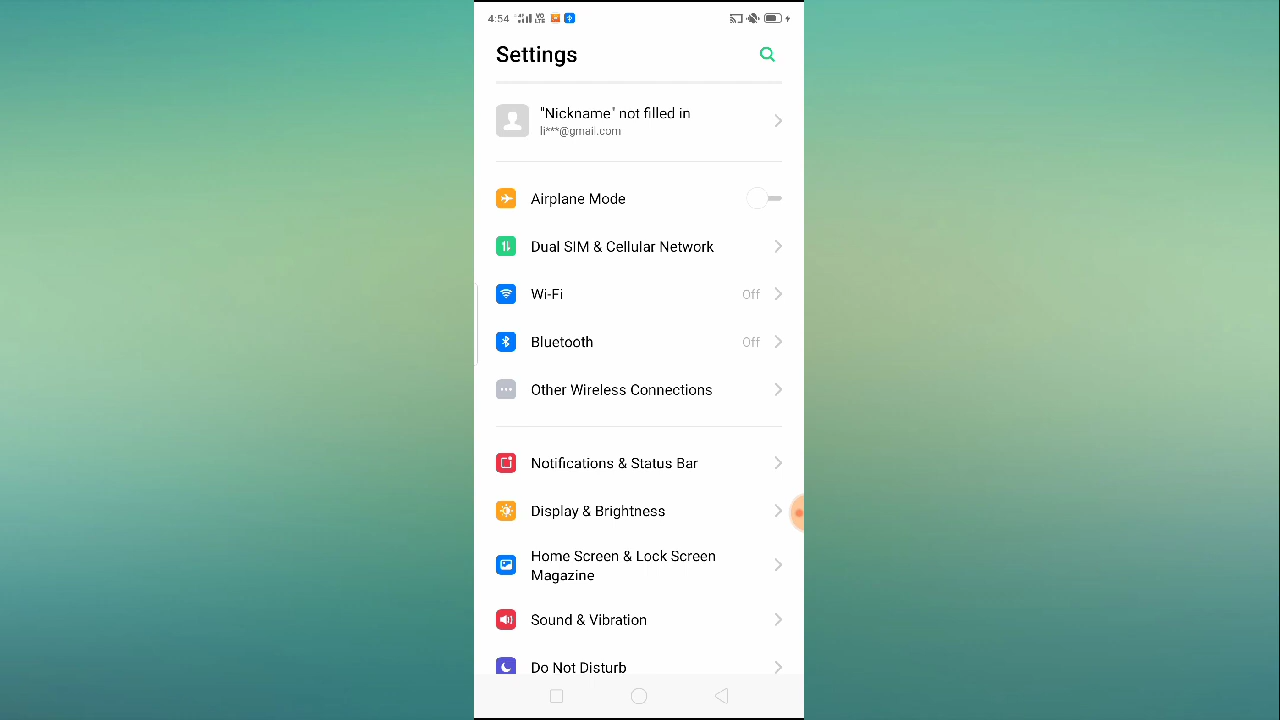 4:54 VO LTE
Settings
"Nickname" not filled in
li***@gmail.com
Airplane Mode
Dual SIM & Cellular Network
Wi-Fi Off
Bluetooth Off
Other Wireless Connections
Notifications & Status Bar
Display & Brightness
Home Screen & Lock Screen
Magazine
Sound & Vibration
Do Not Disturb